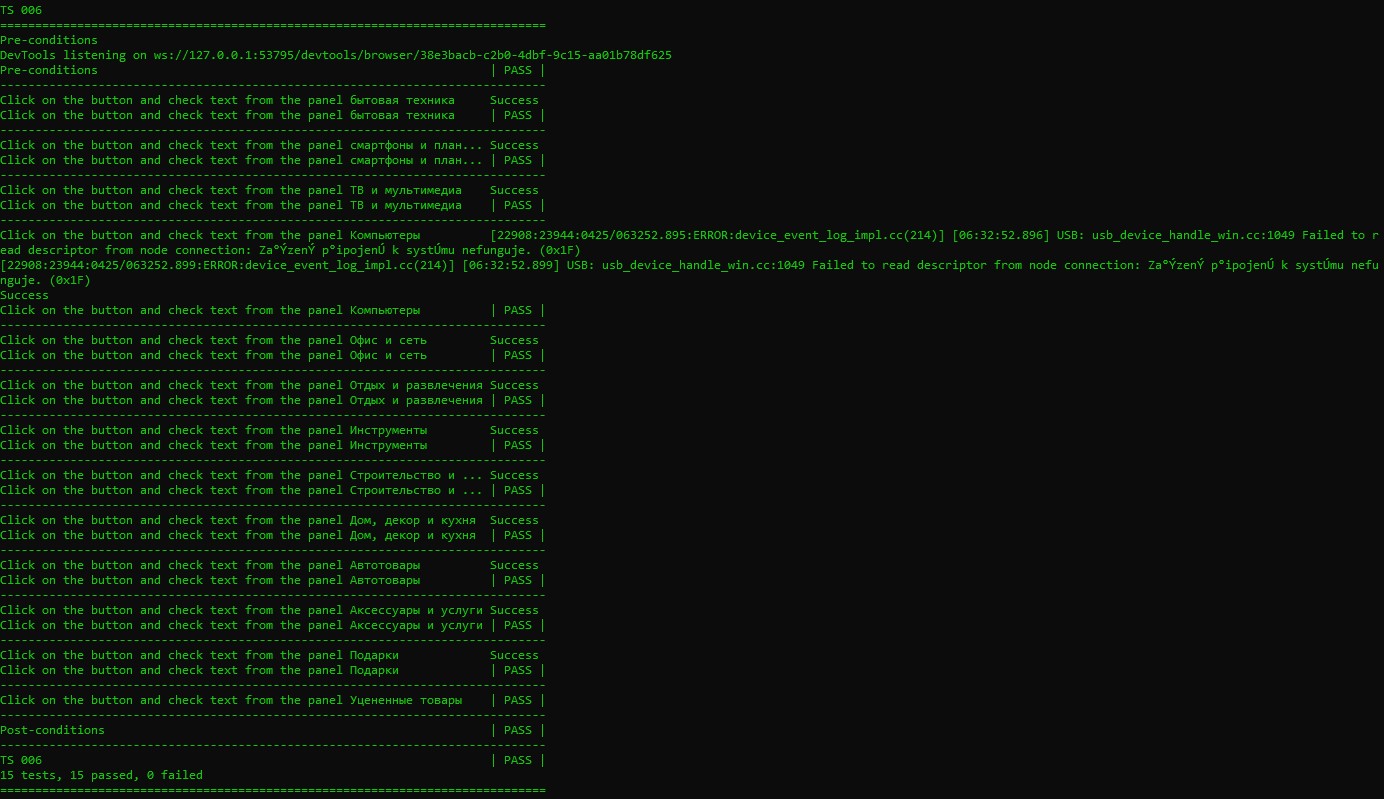 TS 006
==============================================================================
Pre-conditions
DevTools listening on ws://127.0.0.1:53795/devtools/browser/38e3bacb-c2b0-4dbf-9c15-aa01b78df625
Pre-conditions                                                        | PASS |
------------------------------------------------------------------------------
Click on the button and check text from the panel бытовая техника     Success
Click on the button and check text from the panel бытовая техника     | PASS |
------------------------------------------------------------------------------
Click on the button and check text from the panel смартфоны и план... Success
Click on the button and check text from the panel смартфоны и план... | PASS |
------------------------------------------------------------------------------
Click on the button and check text from the panel ТВ и мультимедиа    Success
Click on the button and check text from the panel ТВ и мультимедиа    | PASS |
------------------------------------------------------------------------------
Click on the button and check text from the panel Компьютеры          [22908:23944:0425/063252.895:ERROR:device_event_log_impl.cc(214)] [06:32:52.896] USB: usb_device_handle_win.cc:1049 Failed to r
ead descriptor from node connection: Za°ÝzenÝ p°ipojenÚ k systÚmu nefunguje. (0x1F)
[22908:23944:0425/063252.899:ERROR:device_event_log_impl.cc(214)] [06:32:52.899] USB: usb_device_handle_win.cc:1049 Failed to read descriptor from node connection: Za°ÝzenÝ p°ipojenÚ k systÚmu nefu
nguje. (0x1F)
Success
Click on the button and check text from the panel Компьютеры          | PASS |
------------------------------------------------------------------------------
Click on the button and check text from the panel Офис и сеть         Success
Click on the button and check text from the panel Офис и сеть         | PASS |
------------------------------------------------------------------------------
Click on the button and check text from the panel Отдых и развлечения Success
Click on the button and check text from the panel Отдых и развлечения | PASS |
------------------------------------------------------------------------------
Click on the button and check text from the panel Инструменты         Success
Click on the button and check text from the panel Инструменты         | PASS |
------------------------------------------------------------------------------
Click on the button and check text from the panel Строительство и ... Success
Click on the button and check text from the panel Строительство и ... | PASS |
------------------------------------------------------------------------------
Click on the button and check text from the panel Дом, декор и кухня  Success
Click on the button and check text from the panel Дом, декор и кухня  | PASS |
------------------------------------------------------------------------------
Click on the button and check text from the panel Автотовары          Success
Click on the button and check text from the panel Автотовары          | PASS |
------------------------------------------------------------------------------
Click on the button and check text from the panel Аксессуары и услуги Success
Click on the button and check text from the panel Аксессуары и услуги | PASS |
------------------------------------------------------------------------------
Click on the button and check text from the panel Подарки             Success
Click on the button and check text from the panel Подарки             | PASS |
------------------------------------------------------------------------------
Click on the button and check text from the panel Уцененные товары    | PASS |
------------------------------------------------------------------------------
Post-conditions                                                       | PASS |
------------------------------------------------------------------------------
TS 006                                                                | PASS |
15 tests, 15 passed, 0 failed
==============================================================================